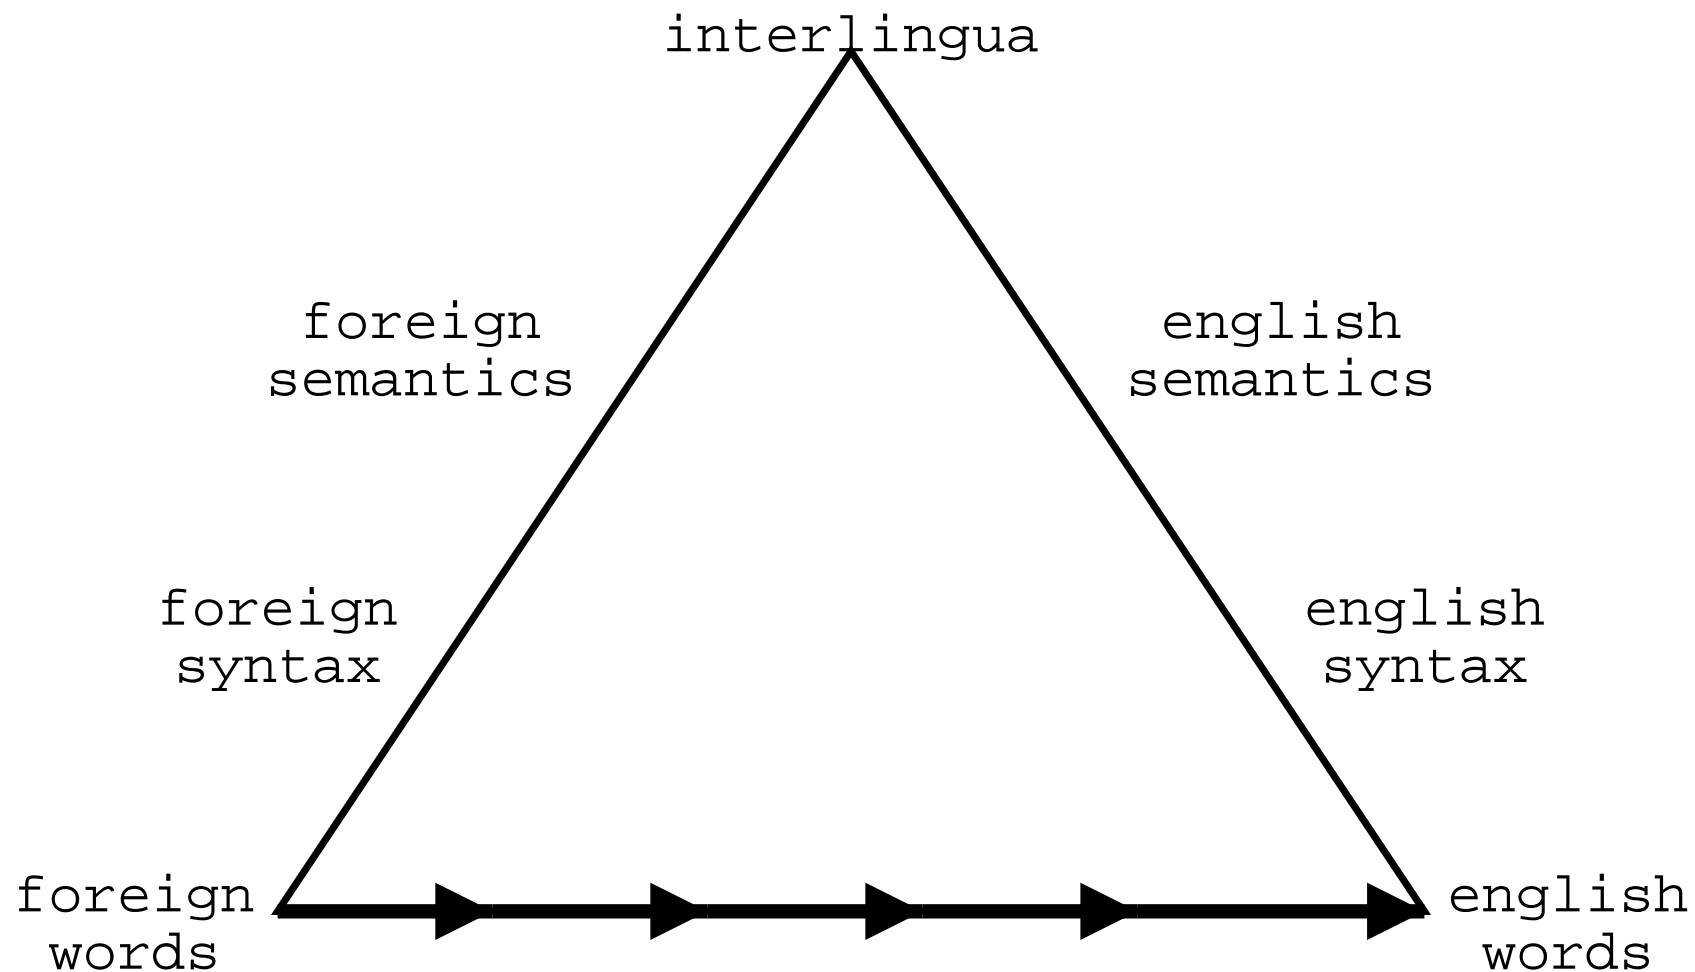 interlingua
foreign
semantics
english
semantics
foreign
syntax
english
syntax
foreign
words
english
words